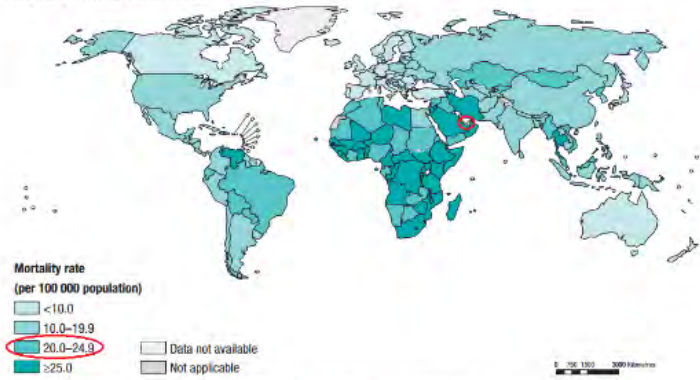 Mortality rate
(per 100 000 population)
<10.0
10.0–19.9
20.0–24.9
≥25.0
Data not available
Not applicable
0 750 1500 3000 Kilometres